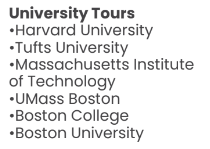 University Tours
•Harvard University
•Tufts University
•Massachusetts Institute
of Technology
•UMass Boston
•Boston College
•Boston University